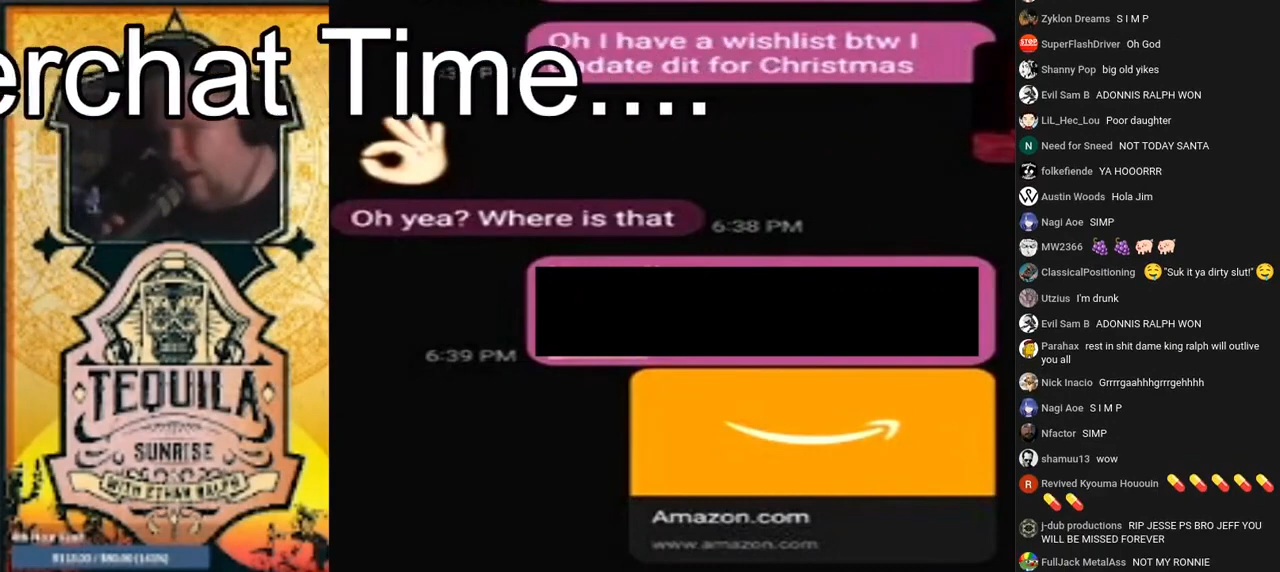 erchat Time....
Oh I have a wishlist btw I
update dit for Christmas
Oh yea? Where is that
6:38 PM
6:39 PM
Amazon.com
www.amazon.com
TEQUILA
SUNRISE
WITH ETHAN RALPH
Zyklon Dreams S I M P
SuperFlashDriver Oh God
Shanny Pop big old yikes
Evil Sam B ADONNIS RALPH WON
LiL_Hec_Lou Poor daughter
N Need for Sneed NOT TODAY SANTA
folkefiende YA HOORRR
Austin Woods Hola Jim
Nagi Aoe SIMP
MW2366 🍇 🍇 🐖 🐖
ClassicalPositioning 🤤"Suk it ya dirty slut!"🤤
Utzius I'm drunk
Evil Sam B ADONNIS RALPH WON
Parahax rest in shit dame king ralph will outlive
you all
Nick Inacio Grrrrgaahhhgrrrgehhhh
Nagi Aoe S I M P
Nfactor SIMP
shamuu13 wow
R Revived Kyouma Hououin 💊 💊 💊 💊 💊
💊 💊
j-dub productions RIP JESSE PS BRO JEFF YOU
WILL BE MISSED FOREVER
FullJack MetalAss NOT MY RONNIE